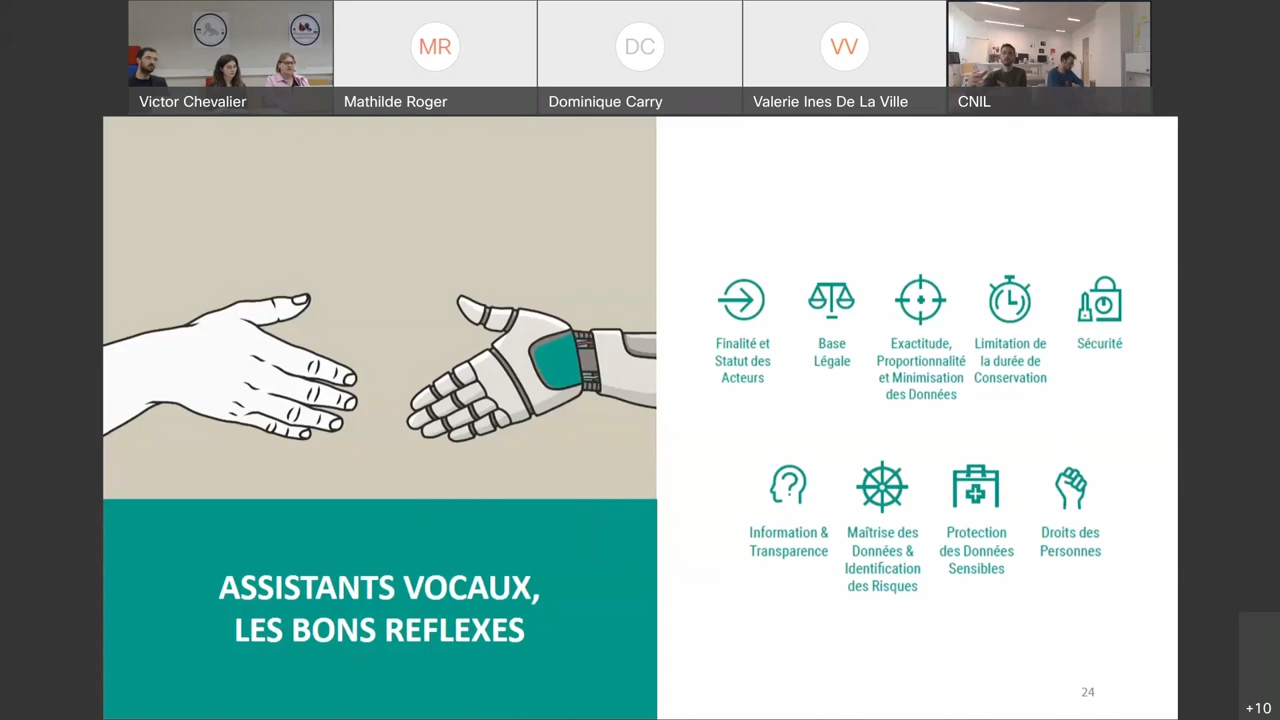 MR
DC
VV
Victor Chevalier
Mathilde Roger
Dominique Carry
Valerie Ines De La Ville
CNIL
ASSISTANTS VOCAUX,
LES BONS REFLEXES
Finalité et
Statut des
Acteurs
Base
Légale
Exactitude,
Proportionnalité
et Minimisation
des Données
Limitation de
la durée de
Conservation
Sécurité
Information &
Transparence
Maîtrise des
Données &
Identification
des Risques
Protection
des Données
Sensibles
Droits des
Personnes
24
+10